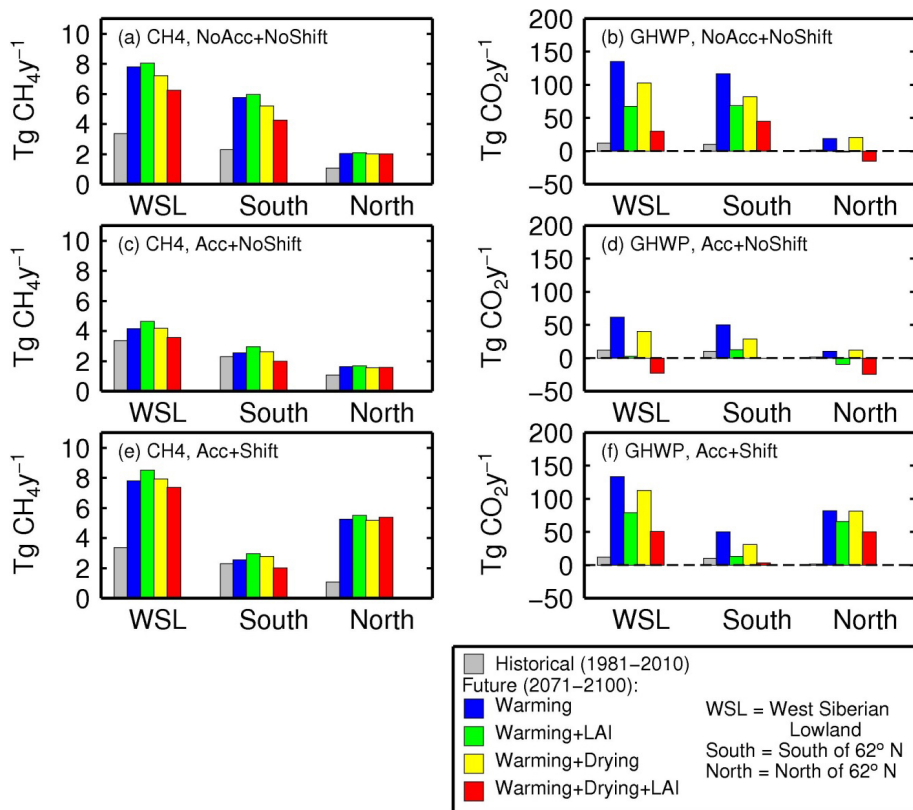 (a) CH4, NoAcc+NoShift
Tg CH₄y⁻¹
10
8
6
4
2
0
WSL South North
(b) GHWP, NoAcc+NoShift
Tg CO₂y⁻¹
200
150
100
50
0
−50
WSL South North
(c) CH4, Acc+NoShift
Tg CH₄y⁻¹
10
8
6
4
2
0
WSL South North
(d) GHWP, Acc+NoShift
Tg CO₂y⁻¹
200
150
100
50
0
−50
WSL South North
(e) CH4, Acc+Shift
Tg CH₄y⁻¹
10
8
6
4
2
0
WSL South North
(f) GHWP, Acc+Shift
Tg CO₂y⁻¹
200
150
100
50
0
−50
WSL South North
Historical (1981−2010)
Future (2071−2100):
Warming
Warming+LAI
Warming+Drying
Warming+Drying+LAI
WSL = West Siberian
Lowland
South = South of 62º N
North = North of 62º N